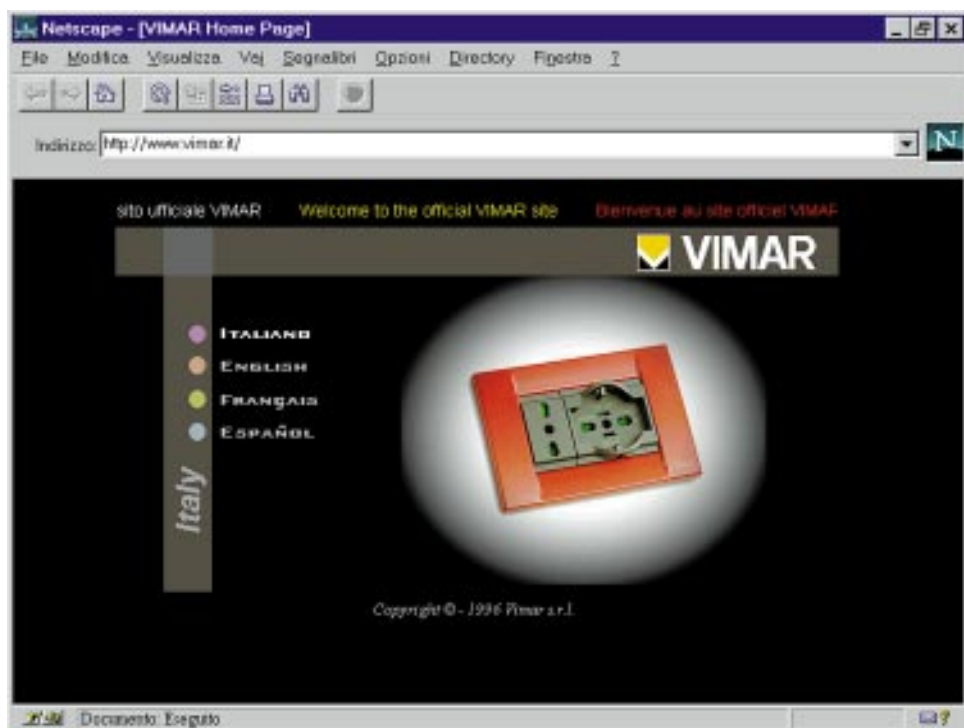 Netscape - [VIMAR Home Page]
File Modifica Visualizza Vai Segnalibri Opzioni Directory Finestra ?
Indirizzo: http://www.vimar.it/
N
sito ufficiale VIMAR Welcome to the official VIMAR site Bienvenue au site officiel VIMAR
VIMAR
ITALIANO
ENGLISH
FRANÇAIS
ESPAÑOL
Italy
Copyright © - 1996 Vimar s.r.l.
Documento: Eseguito